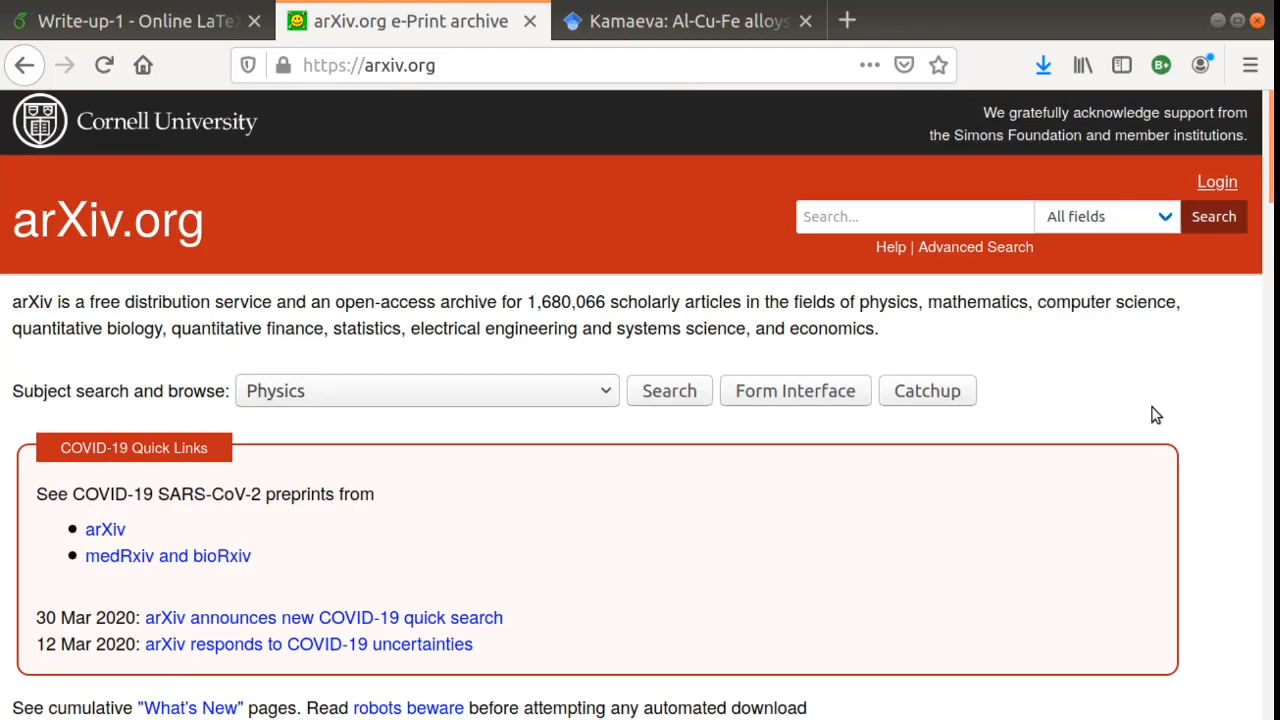 Write-up-1 - Online LaTe
arXiv.org e-Print archive
Kamaeva: Al-Cu-Fe alloys
https://arxiv.org
B+
Cornell University
We gratefully acknowledge support from
the Simons Foundation and member institutions.
Login
arXiv.org
Search...
All fields
Search
Help | Advanced Search
arXiv is a free distribution service and an open-access archive for 1,680,066 scholarly articles in the fields of physics, mathematics, computer science,
quantitative biology, quantitative finance, statistics, electrical engineering and systems science, and economics.
Subject search and browse:
Physics
Search
Form Interface
Catchup
COVID-19 Quick Links
See COVID-19 SARS-CoV-2 preprints from
arXiv
medRxiv and bioRxiv
30 Mar 2020: arXiv announces new COVID-19 quick search
12 Mar 2020: arXiv responds to COVID-19 uncertainties
See cumulative "What's New" pages. Read robots beware before attempting any automated download